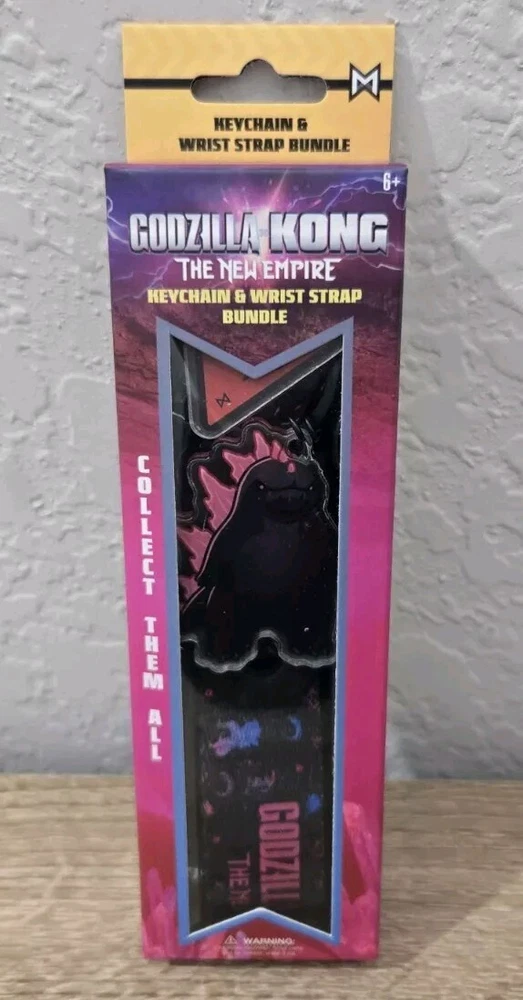 KEYCHAIN &
WRIST STRAP BUNDLE
6+
GODZILLA x KONG
THE NEW EMPIRE
KEYCHAIN & WRIST STRAP
BUNDLE
COLLECT THEM ALL
GODZILL
THE N
WARNING: